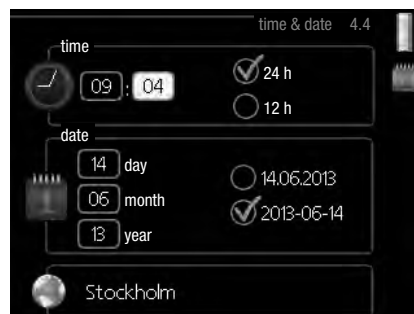 time & date 4.4
time
09 : 04
24 h
12 h
date
14 day
06 month
13 year
14.06.2013
2013-06-14
Stockholm